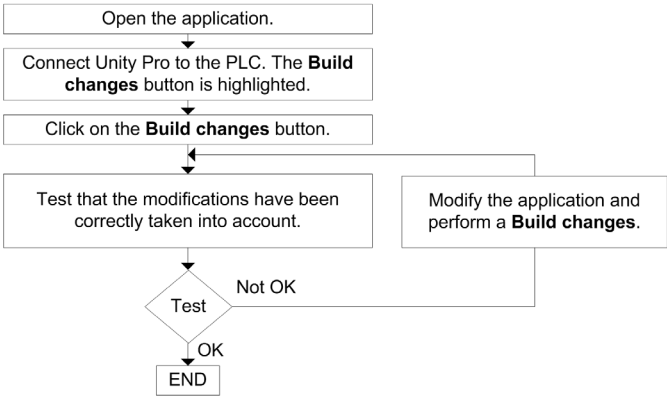 Open the application.
Connect Unity Pro to the PLC. The Build
changes button is highlighted.
Click on the Build changes button.
Test that the modifications have been
correctly taken into account.
Modify the application and
perform a Build changes.
Not OK
Test
OK
END